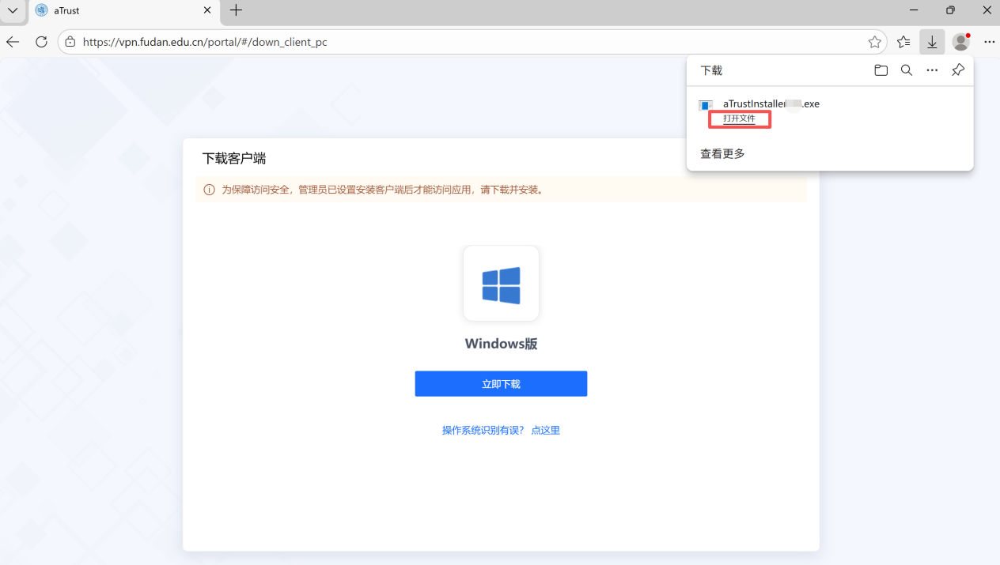 aTrust
https://vpn.fudan.edu.cn/portal/#/down_client_pc
下载
aTrustInstaller .exe
打开文件
查看更多
下载客户端
为保障访问安全，管理员已设置安装客户端后才能访问应用，请下载并安装。
Windows版
立即下载
操作系统识别有误？ 点这里